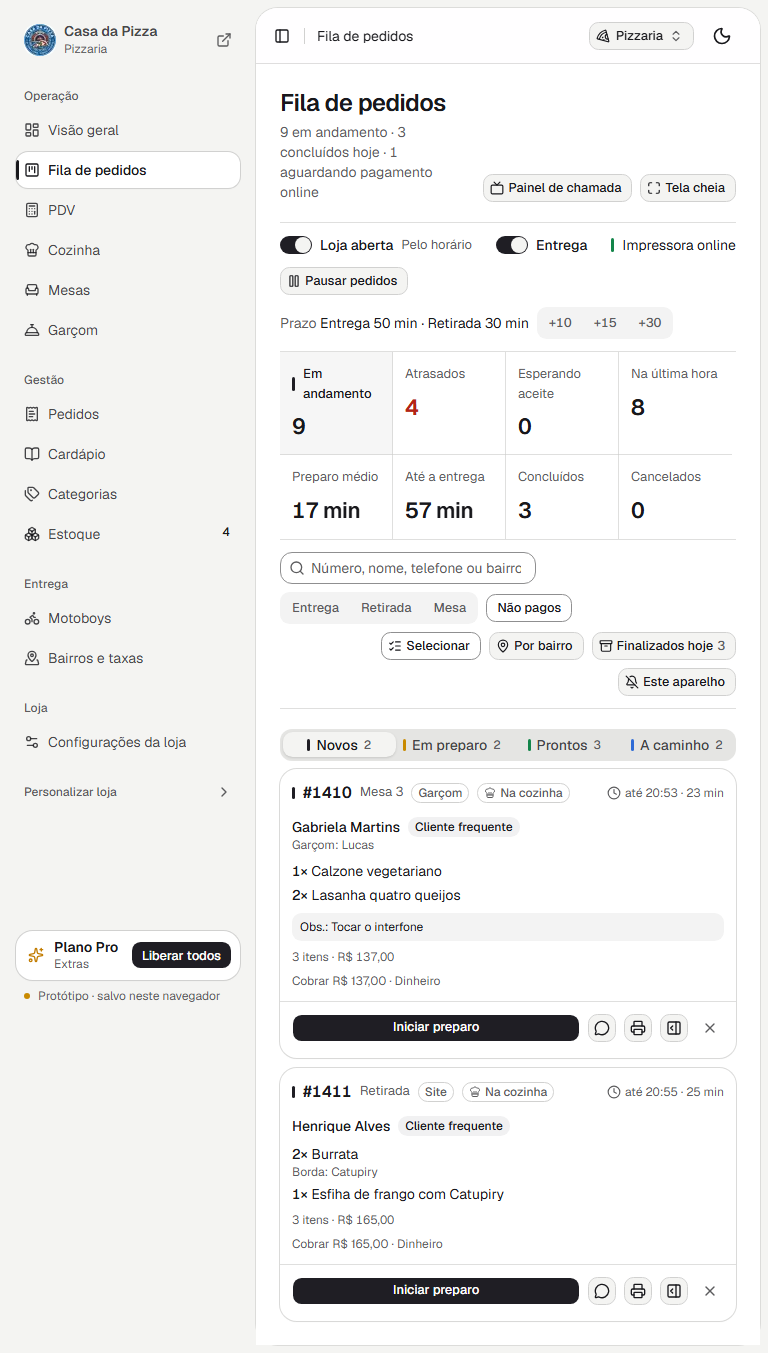 Casa da Pizza
Pizzaria
Operação
Visão geral
Fila de pedidos
PDV
Cozinha
Mesas
Garçom
Gestão
Pedidos
Cardápio
Categorias
Estoque 4
Entrega
Motoboys
Bairros e taxas
Loja
Configurações da loja
Personalizar loja
Plano Pro
Extras
Liberar todos
Protótipo · salvo neste navegador
Fila de pedidos
Pizzaria
Fila de pedidos
9 em andamento · 3
concluídos hoje · 1
aguardando pagamento
online
Painel de chamada
Tela cheia
Loja aberta Pelo horário Entrega Impressora online
Pausar pedidos
Prazo Entrega 50 min · Retirada 30 min +10 +15 +30
Em
andamento
9
Atrasados
4
Esperando
aceite
0
Na última hora
8
Preparo médio
17 min
Até a entrega
57 min
Concluídos
3
Cancelados
0
Número, nome, telefone ou bairro
Entrega Retirada Mesa Não pagos
Selecionar Por bairro Finalizados hoje 3
Este aparelho
Novos 2 Em preparo 2 Prontos 3 A caminho 2
#1410 Mesa 3 Garçom Na cozinha até 20:53 · 23 min
Gabriela Martins Cliente frequente
Garçom: Lucas
1× Calzone vegetariano
2× Lasanha quatro queijos
Obs.: Tocar o interfone
3 itens · R$ 137,00
Cobrar R$ 137,00 · Dinheiro
Iniciar preparo
#1411 Retirada Site Na cozinha até 20:55 · 25 min
Henrique Alves Cliente frequente
2× Burrata
Borda: Catupiry
1× Esfiha de frango com Catupiry
3 itens · R$ 165,00
Cobrar R$ 165,00 · Dinheiro
Iniciar preparo